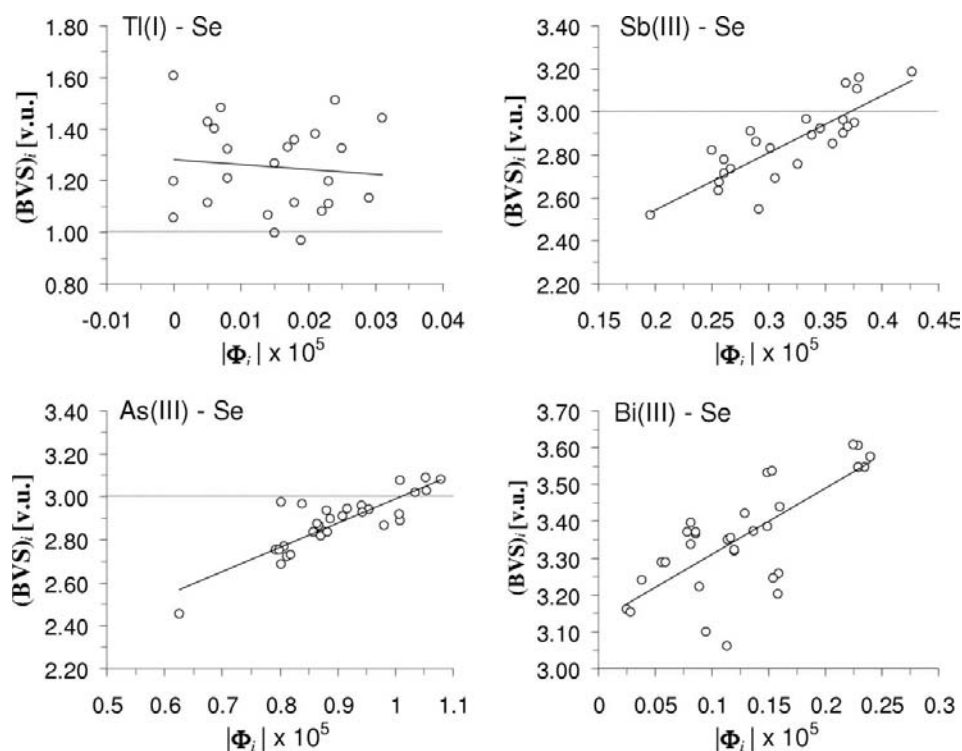 Tl(I) - Se
(BVS)i [v.u.]
1.80
1.60
1.40
1.20
1.00
0.80
-0.01 0 0.01 0.02 0.03 0.04
|Φi| x 10^5
Sb(III) - Se
(BVS)i [v.u.]
3.40
3.20
3.00
2.80
2.60
2.40
2.20
0.15 0.2 0.25 0.3 0.35 0.4 0.45
|Φi| x 10^5
As(III) - Se
(BVS)i [v.u.]
3.40
3.20
3.00
2.80
2.60
2.40
2.20
0.5 0.6 0.7 0.8 0.9 1 1.1
|Φi| x 10^5
Bi(III) - Se
(BVS)i [v.u.]
3.70
3.60
3.50
3.40
3.30
3.20
3.10
3.00
0 0.05 0.1 0.15 0.2 0.25 0.3
|Φi| x 10^5